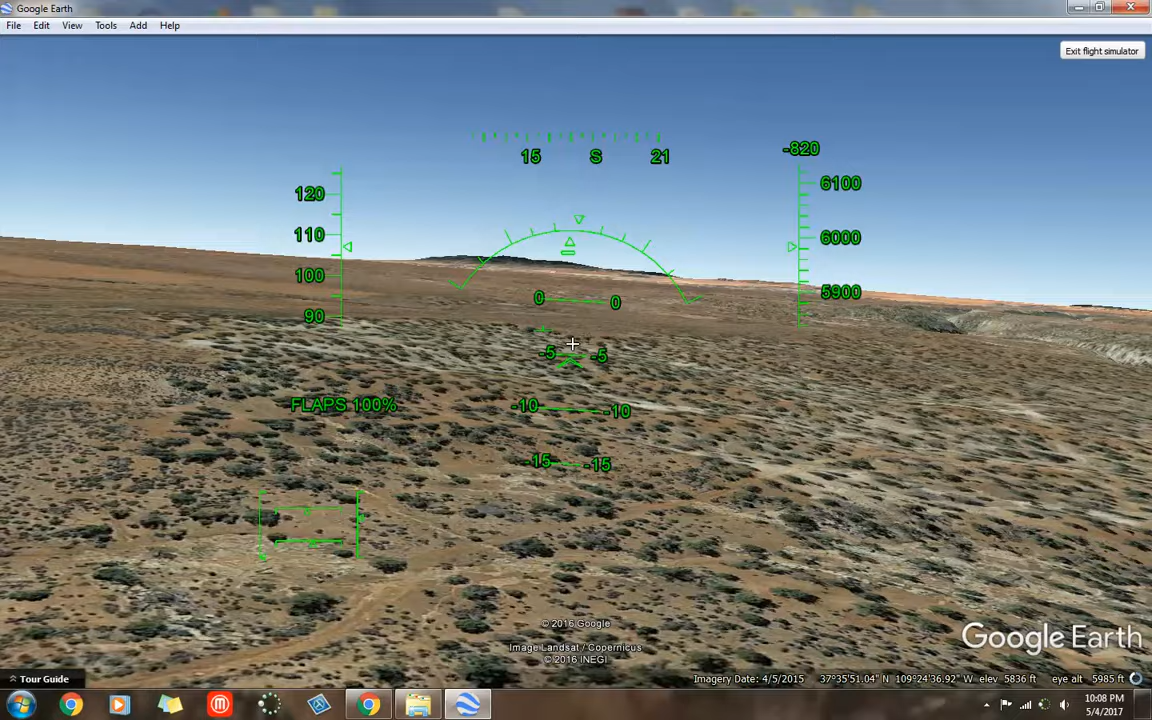 Google Earth
File Edit View Tools Add Help
Exit flight simulator
15 S 21
-820
120
110
100
90
6100
6000
5900
0 0
-5 -5
-10 -10
-15 -15
FLAPS 100%
© 2016 Google
Image Landsat / Copernicus
© 2016 INEGI
Google Earth
Tour Guide
Imagery Date: 4/5/2015 37°35'51.04" N 109°24'36.92" W elev 5836 ft eye alt 5985 ft
10:08 PM
5/4/2017